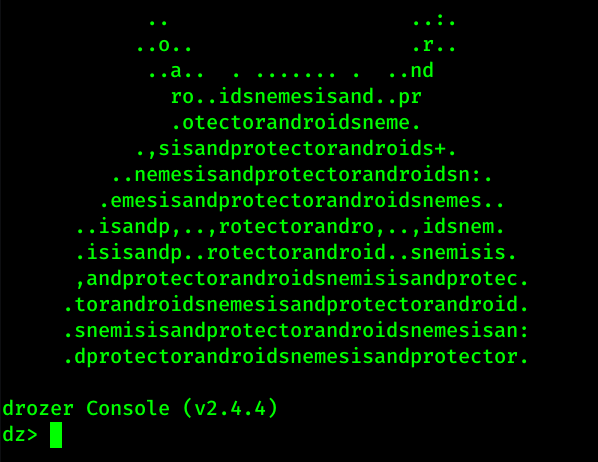 ..                    ..:.
..o..                  .r..
..a..  . ....... .  ..nd
ro..idsnemesisand..pr
.otectorandroidsneme.
.,sisandprotectorandroids+.
..nemesisandprotectorandroidsn:.
.emesisandprotectorandroidsnemes..
..isandp,..,rotectorandro,..,idsnem.
.isisandp..rotectorandroid..snemisis.
,andprotectorandroidsnemisisandprotec.
.torandroidsnemesisandprotectorandroid.
.snemisisandprotectorandroidsnemesisan:
.dprotectorandroidsnemesisandprotector.
drozer Console (v2.4.4)
dz>